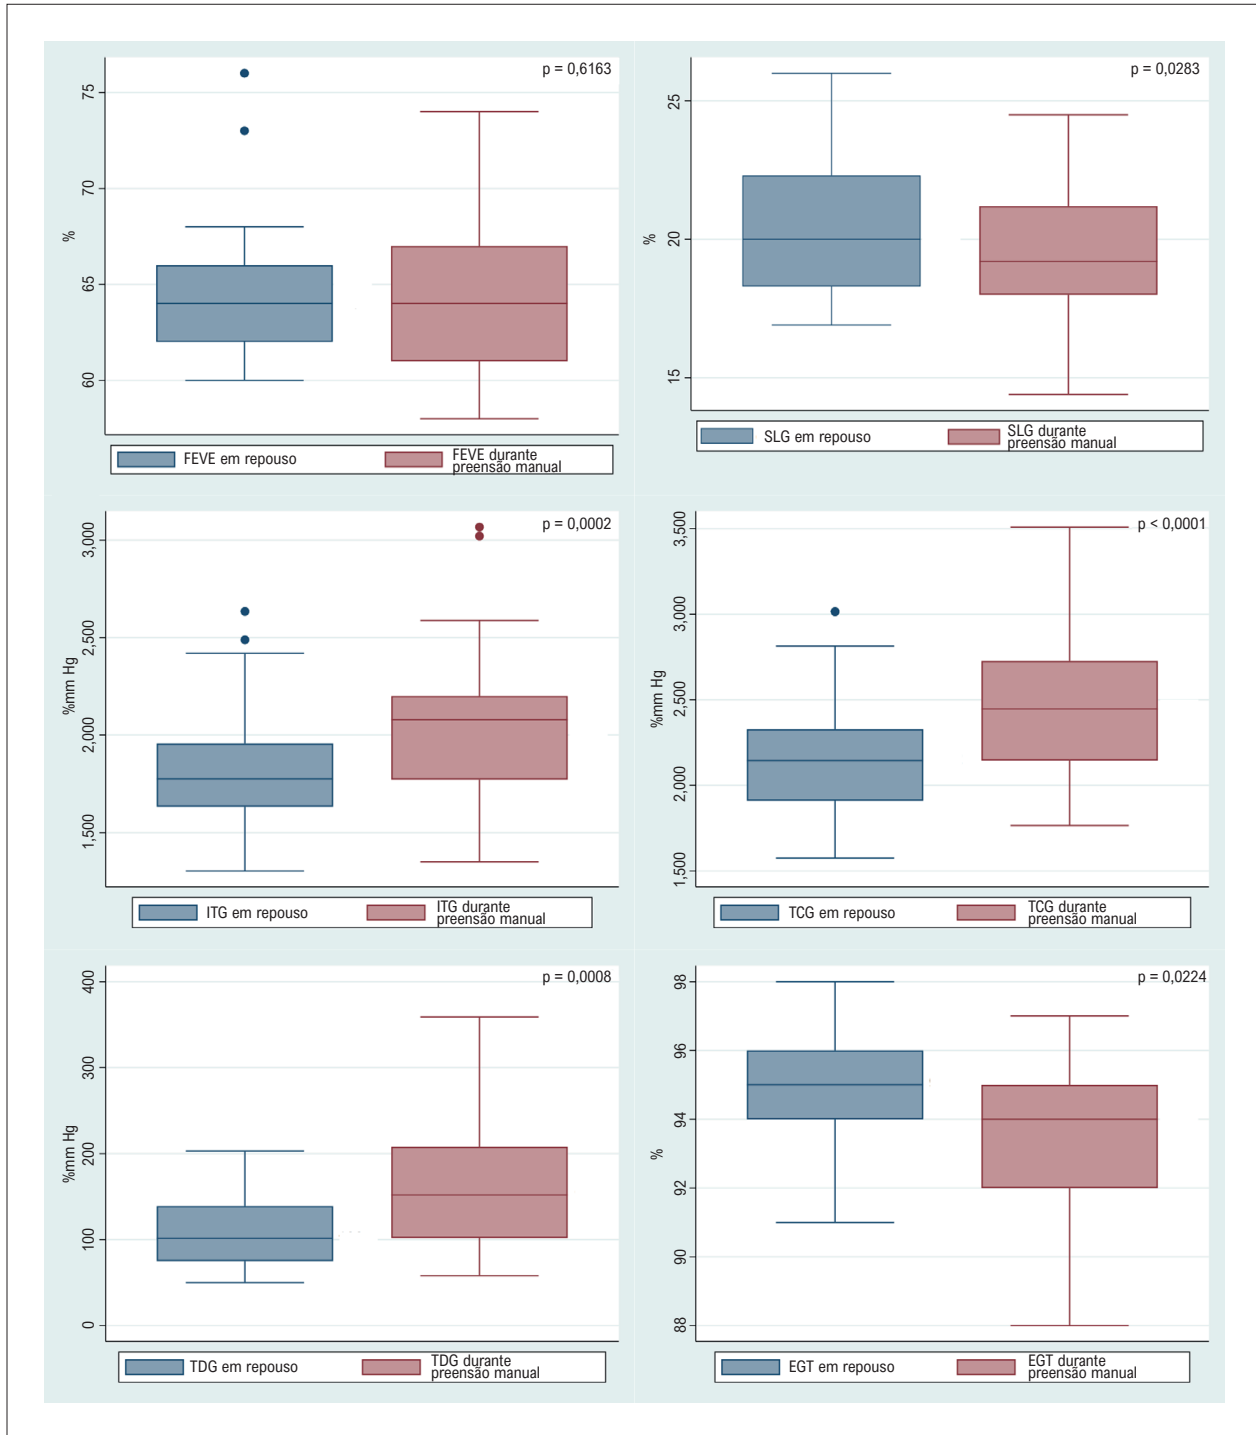 p = 0,6163
75
70
65
60
%
FEVE em repouso
FEVE durante
preensão manual
p = 0,0283
25
20
15
%
SLG em repouso
SLG durante
preensão manual
p = 0,0002
3,000
2,500
2,000
1,500
%mm Hg
ITG em repouso
ITG durante
preensão manual
p < 0,0001
3,500
3,000
2,500
2,000
1,500
%mm Hg
TCG em repouso
TCG durante
preensão manual
p = 0,0008
400
300
200
100
0
%mm Hg
TDG em repouso
TDG durante
preensão manual
p = 0,0224
98
96
94
92
90
88
%
EGT em repouso
EGT durante
preensão manual